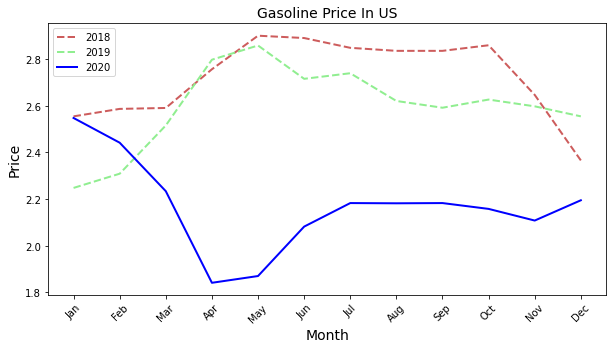 Gasoline Price In US
2018
2019
2020
Price
2.8
2.6
2.4
2.2
2.0
1.8
Jan
Feb
Mar
Apr
May
Jun
Jul
Aug
Sep
Oct
Nov
Dec
Month